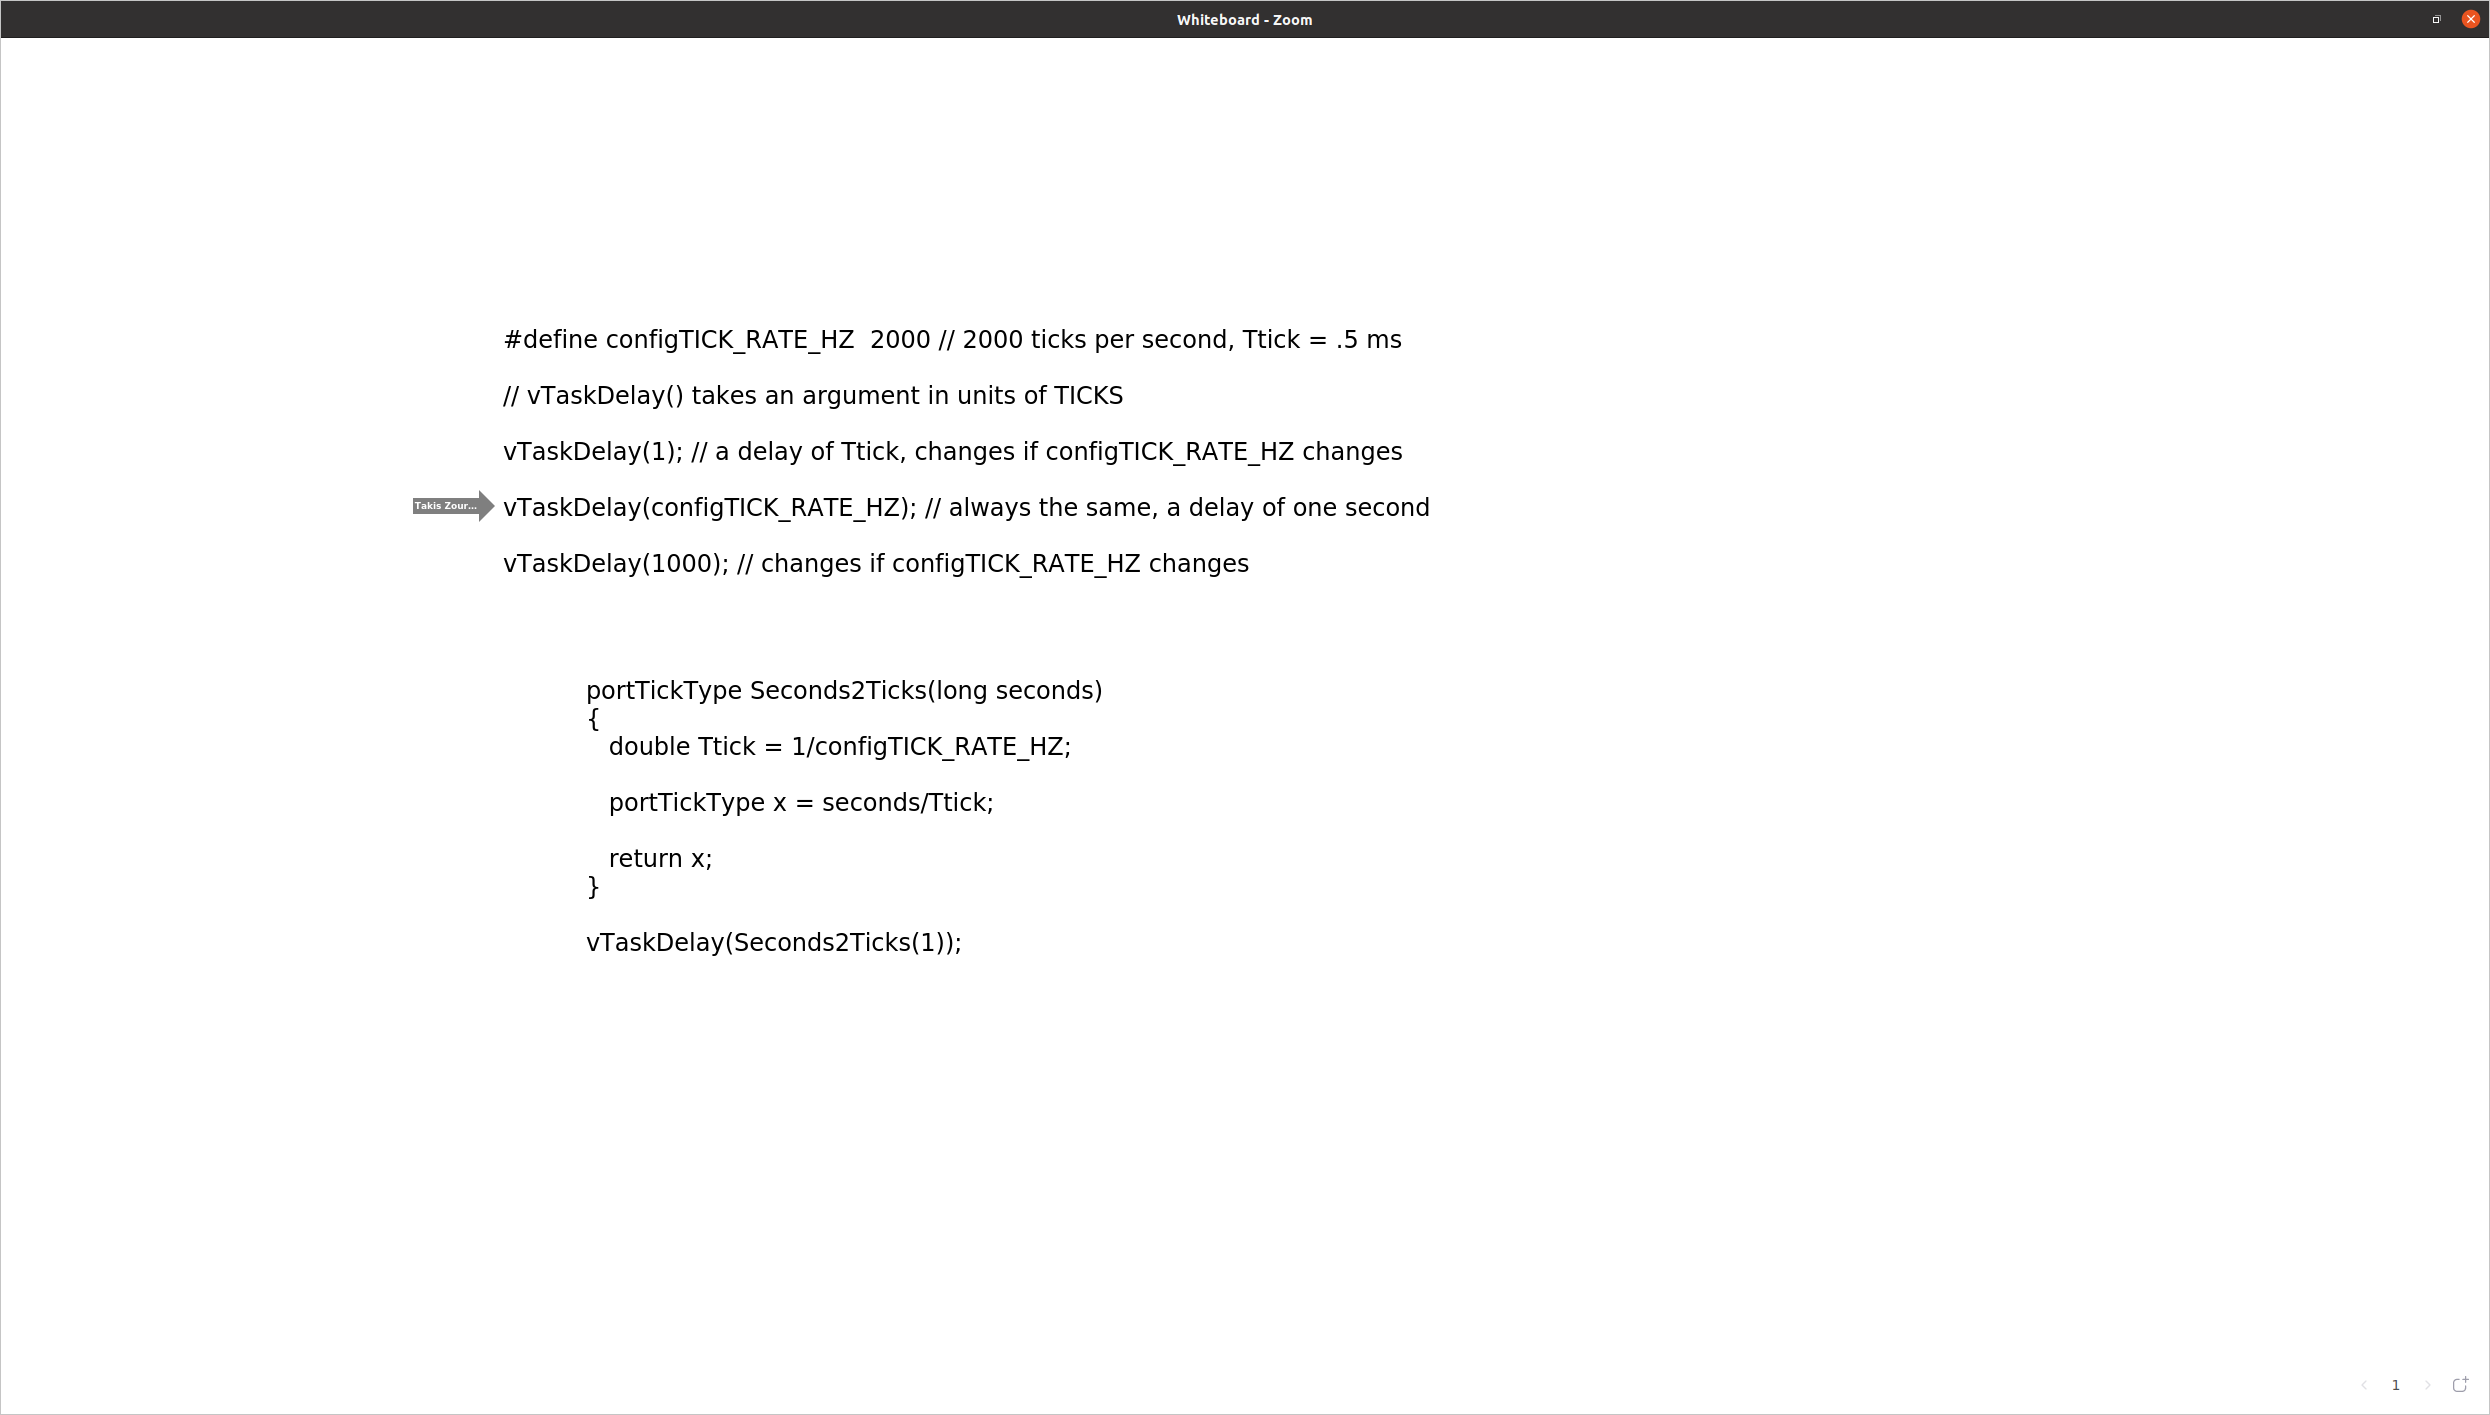 Whiteboard - Zoom
#define configTICK_RATE_HZ  2000 // 2000 ticks per second, Ttick = .5 ms
// vTaskDelay() takes an argument in units of TICKS
vTaskDelay(1); // a delay of Ttick, changes if configTICK_RATE_HZ changes
Takis Zour...
vTaskDelay(configTICK_RATE_HZ); // always the same, a delay of one second
vTaskDelay(1000); // changes if configTICK_RATE_HZ changes
portTickType Seconds2Ticks(long seconds)
{
double Ttick = 1/configTICK_RATE_HZ;
portTickType x = seconds/Ttick;
return x;
}
vTaskDelay(Seconds2Ticks(1));
1